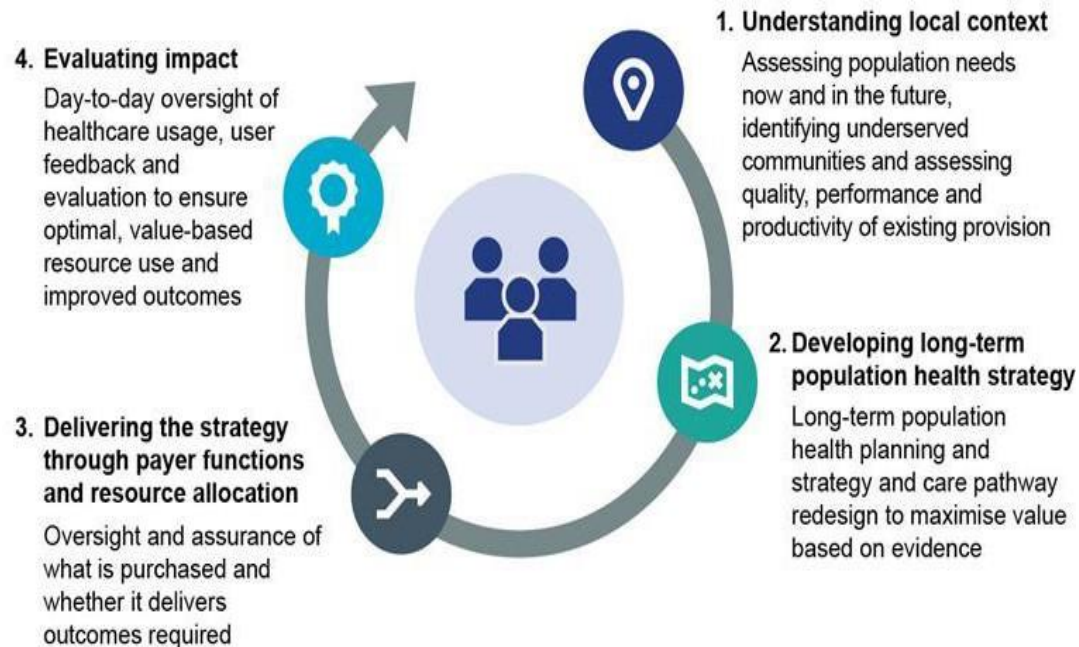 1. Understanding local context
Assessing population needs
now and in the future,
identifying underserved
communities and assessing
quality, performance and
productivity of existing provision
2. Developing long-term
population health strategy
Long-term population
health planning and
strategy and care pathway
redesign to maximise value
based on evidence
3. Delivering the strategy
through payer functions
and resource allocation
Oversight and assurance of
what is purchased and
whether it delivers
outcomes required
4. Evaluating impact
Day-to-day oversight of
healthcare usage, user
feedback and
evaluation to ensure
optimal, value-based
resource use and
improved outcomes